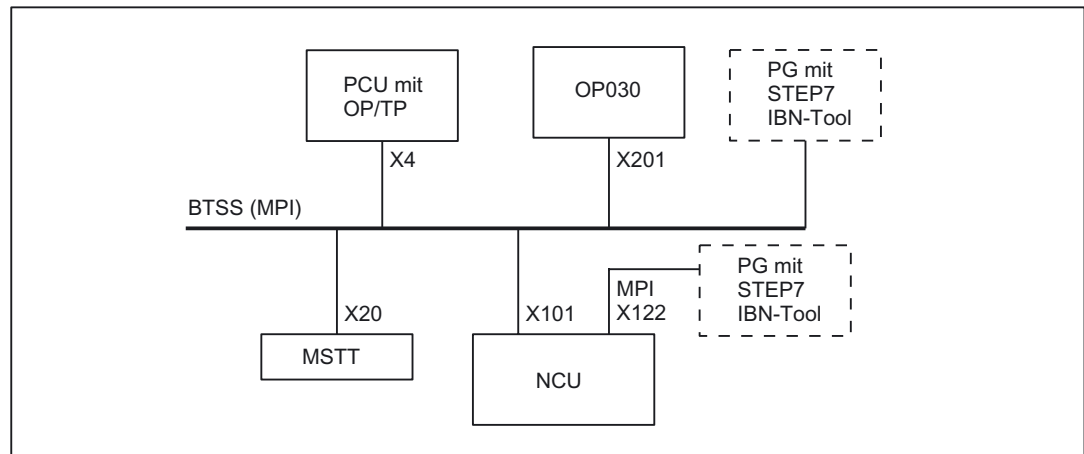 PCU mit
OP/TP
OP030
PG mit
STEP7
IBN-Tool
X4
X201
BTSS (MPI)
PG mit
STEP7
IBN-Tool
MPI
X122
X20
X101
MSTT
NCU